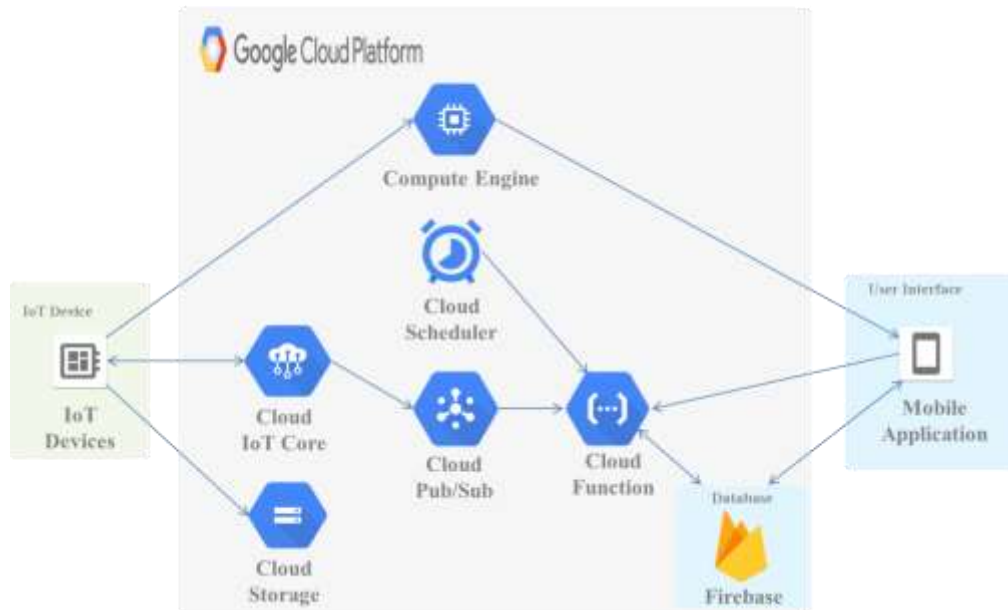 Google Cloud Platform
Compute Engine
Cloud
Scheduler
IoT Device
IoT
Devices
Cloud
IoT Core
Cloud
Pub/Sub
Cloud
Function
User Interface
Mobile
Application
Cloud
Storage
Database
Firebase